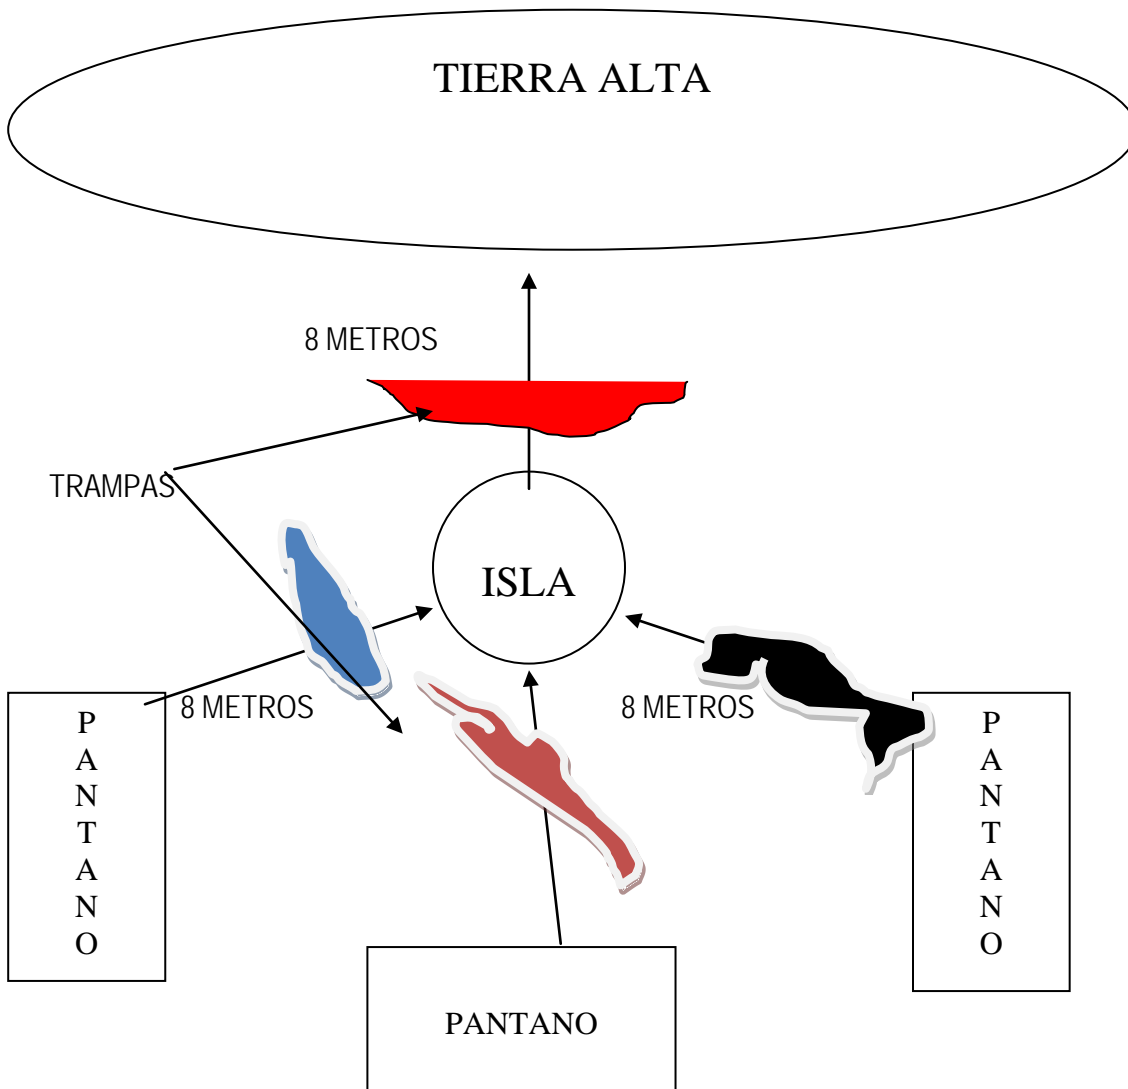 TIERRA ALTA
8 METROS
TRAMPAS
ISLA
8 METROS
8 METROS
P
A
N
T
A
N
O
P
A
N
T
A
N
O
PANTANO